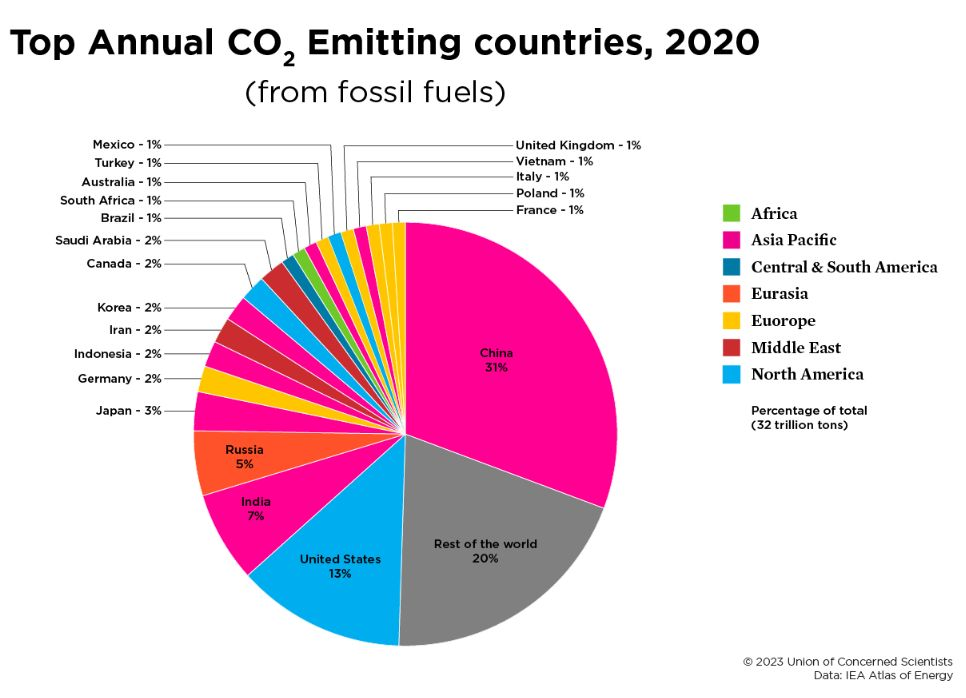 Top Annual CO2 Emitting countries, 2020
(from fossil fuels)
Mexico - 1%
Turkey - 1%
Australia - 1%
South Africa - 1%
Brazil - 1%
Saudi Arabia - 2%
Canada - 2%
Korea - 2%
Iran - 2%
Indonesia - 2%
Germany - 2%
Japan - 3%
United Kingdom - 1%
Vietnam - 1%
Italy - 1%
Poland - 1%
France - 1%
China
31%
Russia
5%
India
7%
United States
13%
Rest of the world
20%
Africa
Asia Pacific
Central & South America
Eurasia
Euorope
Middle East
North America
Percentage of total
(32 trillion tons)
© 2023 Union of Concerned Scientists
Data: IEA Atlas of Energy